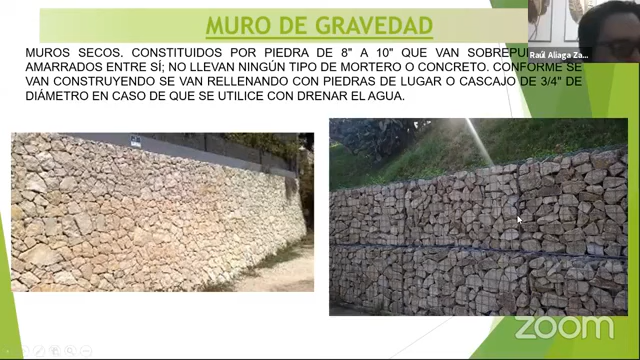 MURO DE GRAVEDAD
MUROS SECOS. CONSTITUIDOS POR PIEDRA DE 8" A 10" QUE VAN
AMARRADOS ENTRE SÍ; NO LLEVAN NINGÚN TIPO DE MORTERO O CONCRETO. CONFORME SE
VAN CONSTRUYENDO SE VAN RELLENANDO CON PIEDRAS DE LUGAR O CASCAJO DE 3/4" DE
DIÁMETRO EN CASO DE QUE SE UTILICE CON DRENAR EL AGUA.
Raúl Aliaga Za...
zoom